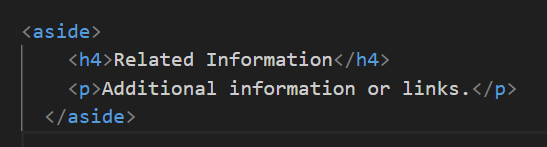 <aside>
    <h4>Related Information</h4>
    <p>Additional information or links.</p>
  </aside>